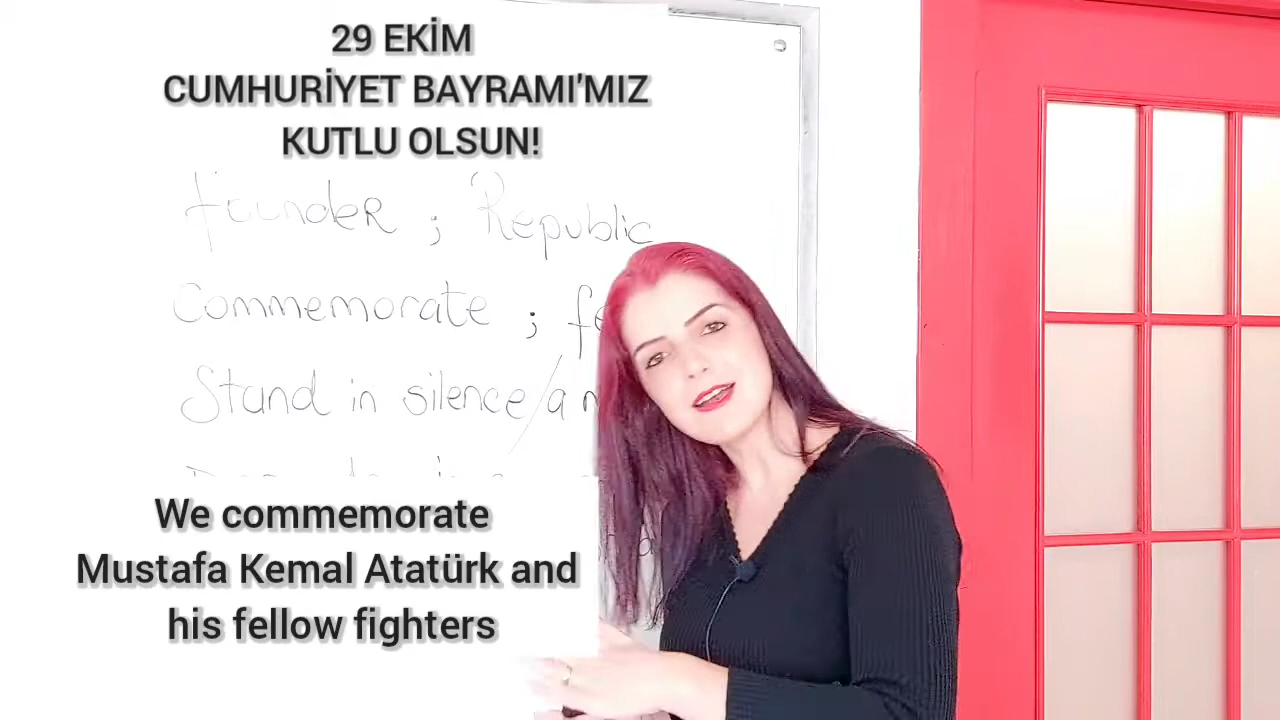 29 EKİM
CUMHURİYET BAYRAMI'MIZ
KUTLU OLSUN!
founder ; Republic
Commemorate ;
Stand in silence/a
We commemorate
Mustafa Kemal Atatürk and
his fellow fighters